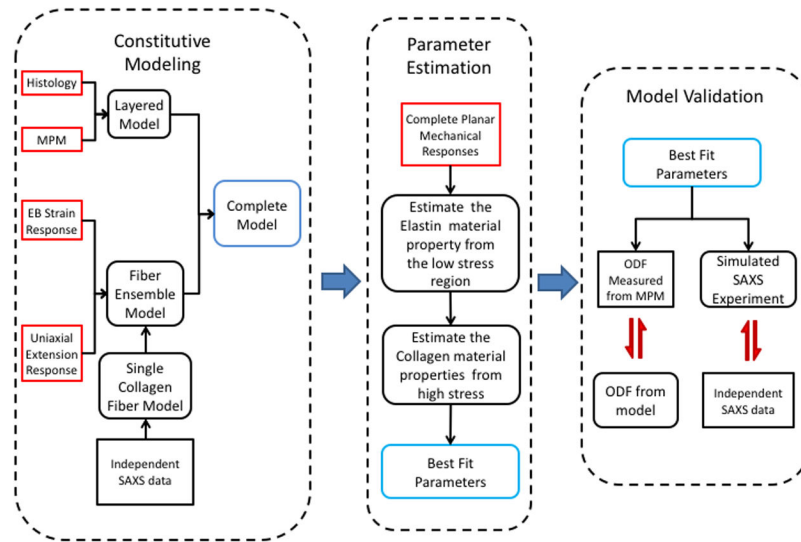 Constitutive
Modeling
Histology
MPM
Layered
Model
EB Strain
Response
Complete
Model
Fiber
Ensemble
Model
Uniaxial
Extension
Response
Single
Collagen
Fiber Model
Independent
SAXS data
Parameter
Estimation
Complete Planar
Mechanical
Responses
Estimate the
Elastin material
property from
the low stress
region
Estimate the
Collagen material
properties from
high stress
Best Fit
Parameters
Model Validation
Best Fit
Parameters
ODF
Measured
from MPM
Simulated
SAXS
Experiment
ODF from
model
Independent
SAXS data